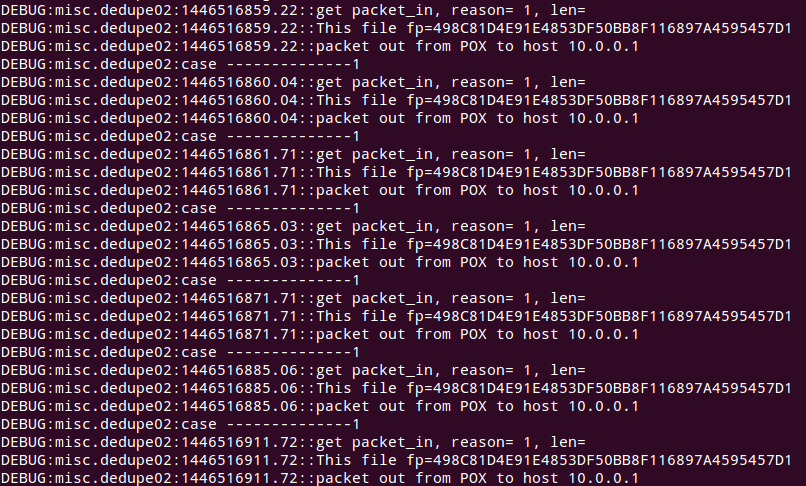 DEBUG:misc.dedupe02:1446516859.22::get packet_in, reason= 1, len=
DEBUG:misc.dedupe02:1446516859.22::This file fp=498C81D4E91E4853DF50BB8F116897A4595457D1
DEBUG:misc.dedupe02:1446516859.22::packet out from POX to host 10.0.0.1
DEBUG:misc.dedupe02:case --------------1
DEBUG:misc.dedupe02:1446516860.04::get packet_in, reason= 1, len=
DEBUG:misc.dedupe02:1446516860.04::This file fp=498C81D4E91E4853DF50BB8F116897A4595457D1
DEBUG:misc.dedupe02:1446516860.04::packet out from POX to host 10.0.0.1
DEBUG:misc.dedupe02:case --------------1
DEBUG:misc.dedupe02:1446516861.71::get packet_in, reason= 1, len=
DEBUG:misc.dedupe02:1446516861.71::This file fp=498C81D4E91E4853DF50BB8F116897A4595457D1
DEBUG:misc.dedupe02:1446516861.71::packet out from POX to host 10.0.0.1
DEBUG:misc.dedupe02:case --------------1
DEBUG:misc.dedupe02:1446516865.03::get packet_in, reason= 1, len=
DEBUG:misc.dedupe02:1446516865.03::This file fp=498C81D4E91E4853DF50BB8F116897A4595457D1
DEBUG:misc.dedupe02:1446516865.03::packet out from POX to host 10.0.0.1
DEBUG:misc.dedupe02:case --------------1
DEBUG:misc.dedupe02:1446516871.71::get packet_in, reason= 1, len=
DEBUG:misc.dedupe02:1446516871.71::This file fp=498C81D4E91E4853DF50BB8F116897A4595457D1
DEBUG:misc.dedupe02:1446516871.71::packet out from POX to host 10.0.0.1
DEBUG:misc.dedupe02:case --------------1
DEBUG:misc.dedupe02:1446516885.06::get packet_in, reason= 1, len=
DEBUG:misc.dedupe02:1446516885.06::This file fp=498C81D4E91E4853DF50BB8F116897A4595457D1
DEBUG:misc.dedupe02:1446516885.06::packet out from POX to host 10.0.0.1
DEBUG:misc.dedupe02:case --------------1
DEBUG:misc.dedupe02:1446516911.72::get packet_in, reason= 1, len=
DEBUG:misc.dedupe02:1446516911.72::This file fp=498C81D4E91E4853DF50BB8F116897A4595457D1
DEBUG:misc.dedupe02:1446516911.72::packet out from POX to host 10.0.0.1